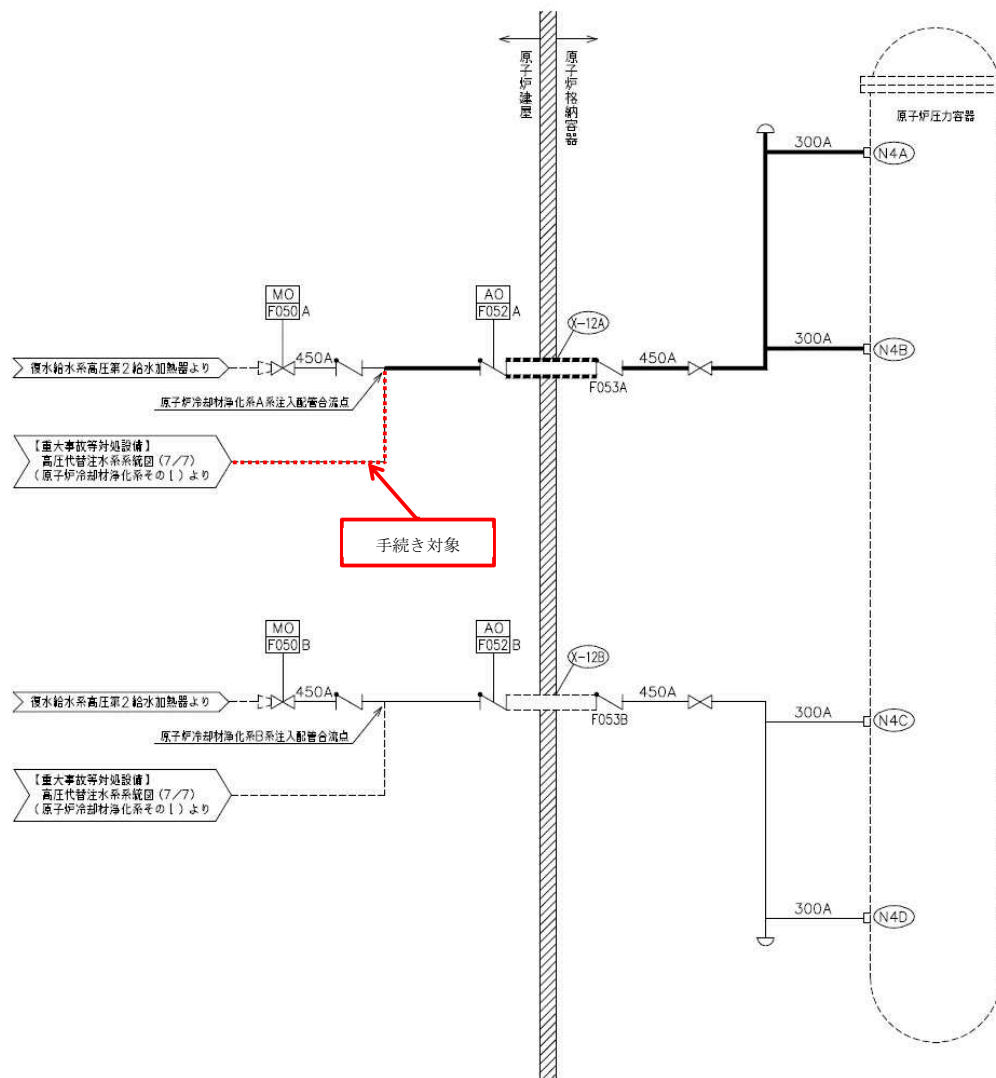 原子炉建屋
原子炉格納容器
原子炉圧力容器
300A
N4A
MO
F050A
AO
F052A
X-12A
300A
N4B
復水給水系高圧第2給水加熱器より
450A
450A
F053A
原子炉冷却材浄化系A系注入配管合流点
【重大事故等対処設備】
高圧代替注水系系統図(7/7)
(原子炉冷却材浄化系その1)より
手続き対象
MO
F050B
AO
F052B
X-12B
復水給水系高圧第2給水加熱器より
450A
450A
F053B
300A
N4C
原子炉冷却材浄化系B系注入配管合流点
【重大事故等対処設備】
高圧代替注水系系統図(7/7)
(原子炉冷却材浄化系その1)より
300A
N4D